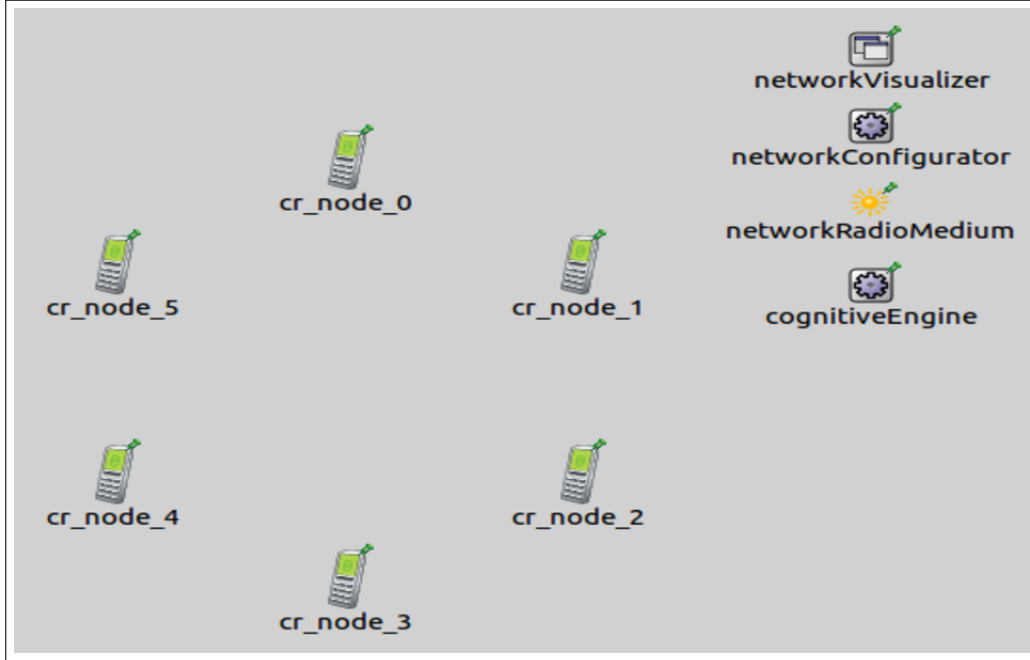 networkVisualizer
networkConfigurator
cr_node_0
networkRadioMedium
cr_node_5
cr_node_1
cognitiveEngine
cr_node_4
cr_node_2
cr_node_3